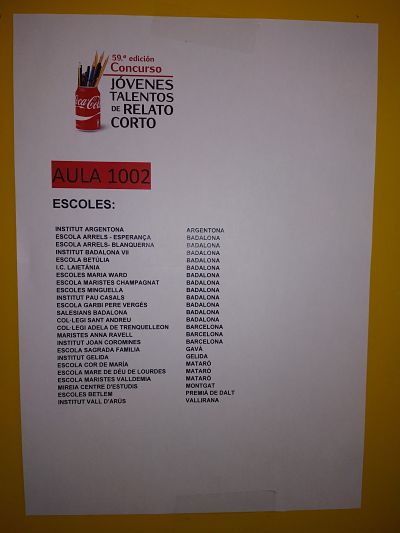 59.ª edición
Concurso
JÓVENES
TALENTOS
DE RELATO
CORTO
Coca-Cola
AULA 1002
ESCOLES:
INSTITUT ARGENTONA ARGENTONA
ESCOLA ARRELS - ESPERANÇA BADALONA
ESCOLA ARRELS- BLANQUERNA BADALONA
INSTITUT BADALONA VII BADALONA
ESCOLA BETÚLIA BADALONA
I.C. LAIETÀNIA BADALONA
ESCOLES MARIA WARD BADALONA
ESCOLA MARISTES CHAMPAGNAT BADALONA
ESCOLES MINGUELLA BADALONA
INSTITUT PAU CASALS BADALONA
ESCOLA GARBÍ PERE VERGÉS BADALONA
SALESIANS BADALONA BADALONA
COL·LEGI SANT ANDREU BADALONA
COL·LEGI ADELA DE TRENQUELLEON BARCELONA
MARISTES ANNA RAVELL BARCELONA
INSTITUT JOAN COROMINES BARCELONA
ESCOLA SAGRADA FAMILIA GAVÀ
INSTITUT GELIDA GELIDA
ESCOLA COR DE MARÍA MATARÓ
ESCOLA MARE DE DÉU DE LOURDES MATARÓ
ESCOLA MARISTES VALLDEMIA MATARÓ
MIREIA CENTRE D'ESTUDIS MONTGAT
ESCOLES BETLEM PREMIÀ DE DALT
INSTITUT VALL D'ARÚS VALLIRANA